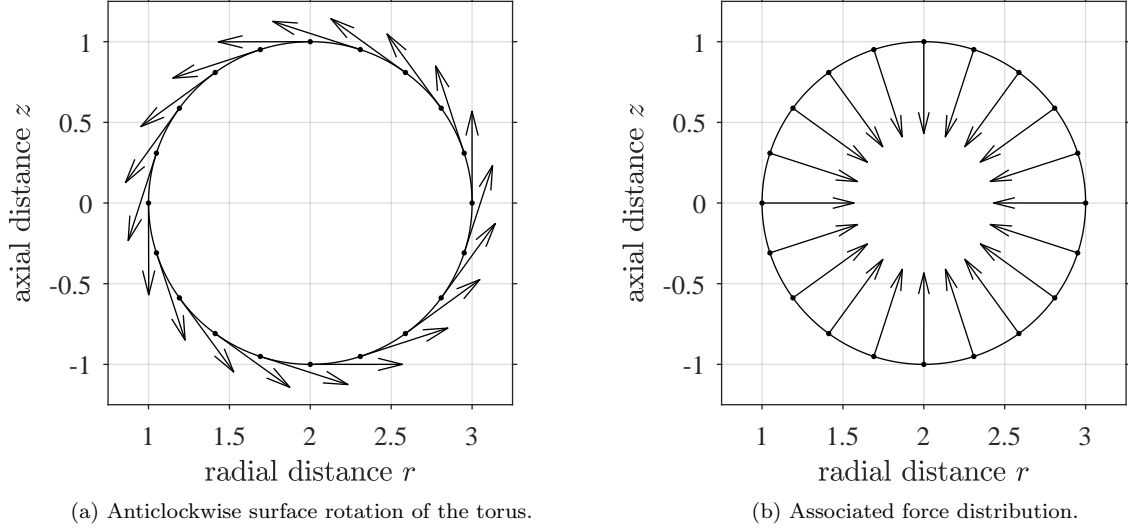 1
0.5
0
-0.5
-1
axial distance z
1 1.5 2 2.5 3
radial distance r
(a) Anticlockwise surface rotation of the torus.
1
0.5
0
-0.5
-1
axial distance z
1 1.5 2 2.5 3
radial distance r
(b) Associated force distribution.